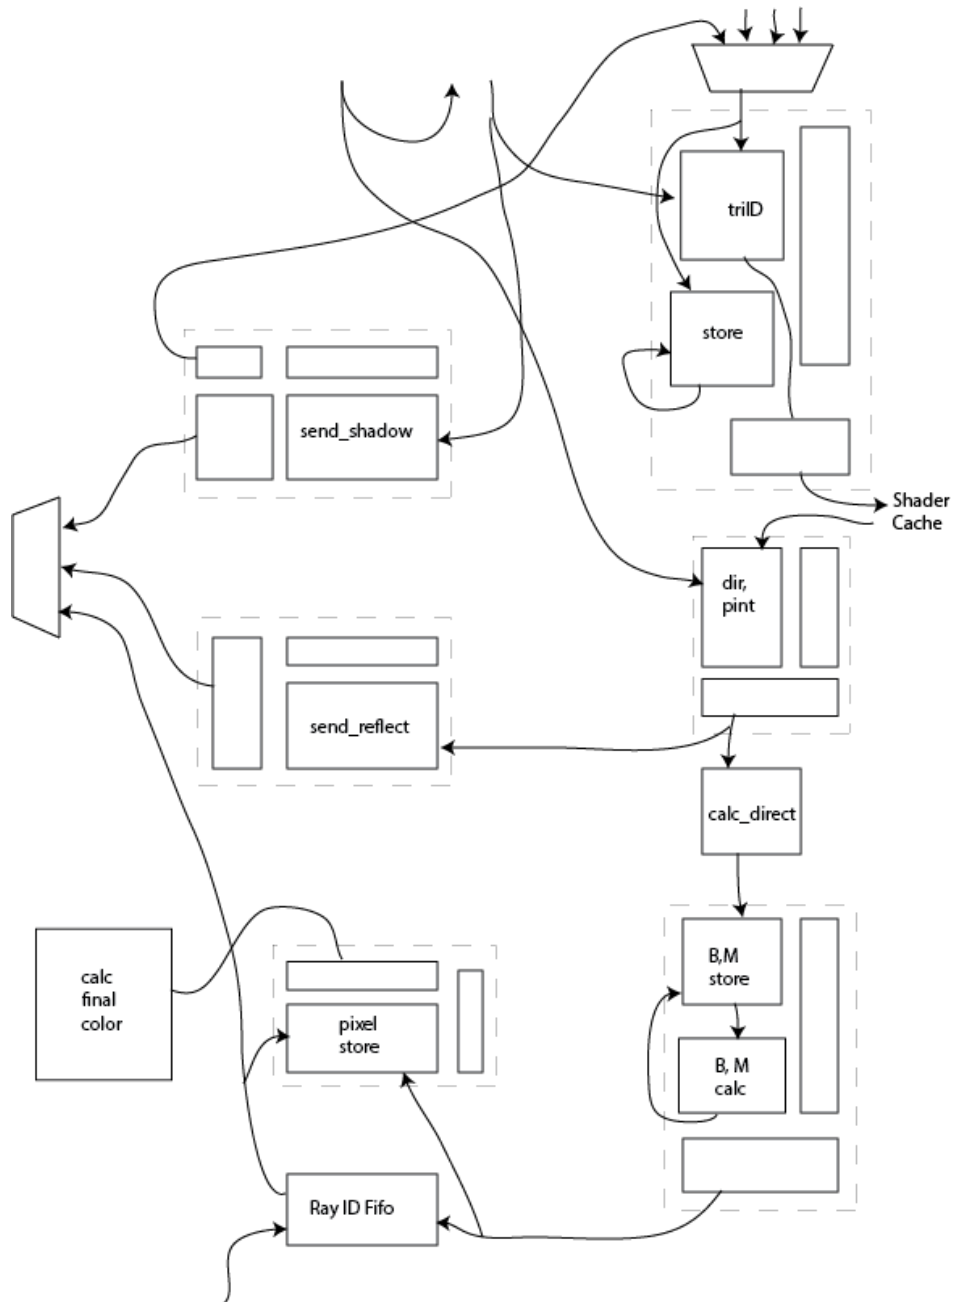 triID
store
send_shadow
Shader
Cache
dir,
pint
send_reflect
calc_direct
B,M
store
calc
final
color
pixel
store
B, M
calc
Ray ID Fifo